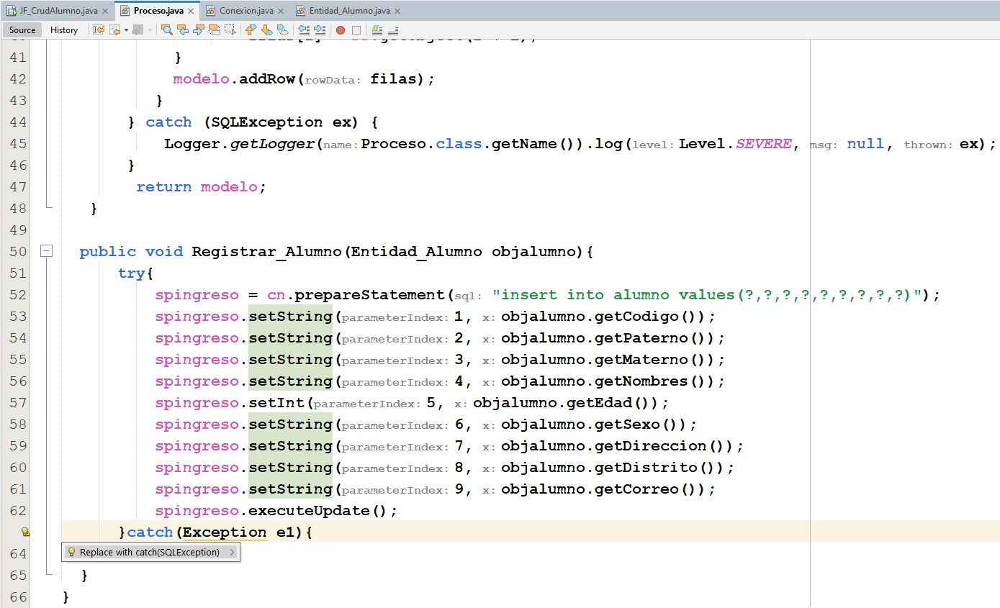 JF_CrudAlumno.java Proceso.java Conexion.java Entidad_Alumno.java
Source History
41 }
42 modelo.addRow(rowData: filas);
43 }
44 } catch (SQLException ex) {
45 Logger.getLogger(name: Proceso.class.getName()).log(level: Level.SEVERE, msg: null, thrown: ex);
46 }
47 return modelo;
48 }
49
50 public void Registrar_Alumno(Entidad_Alumno objalumno){
51 try{
52 spingreso = cn.prepareStatement(sql: "insert into alumno values(?,?,?,?,?,?,?,?,?)");
53 spingreso.setString(parameterIndex: 1, x: objalumno.getCodigo());
54 spingreso.setString(parameterIndex: 2, x: objalumno.getPaterno());
55 spingreso.setString(parameterIndex: 3, x: objalumno.getMaterno());
56 spingreso.setString(parameterIndex: 4, x: objalumno.getNombres());
57 spingreso.setInt(parameterIndex: 5, x: objalumno.getEdad());
58 spingreso.setString(parameterIndex: 6, x: objalumno.getSexo());
59 spingreso.setString(parameterIndex: 7, x: objalumno.getDireccion());
60 spingreso.setString(parameterIndex: 8, x: objalumno.getDistrito());
61 spingreso.setString(parameterIndex: 9, x: objalumno.getCorreo());
62 spingreso.executeUpdate();
}catch(Exception e1){
64 Replace with catch(SQLException)
65 }
66 }